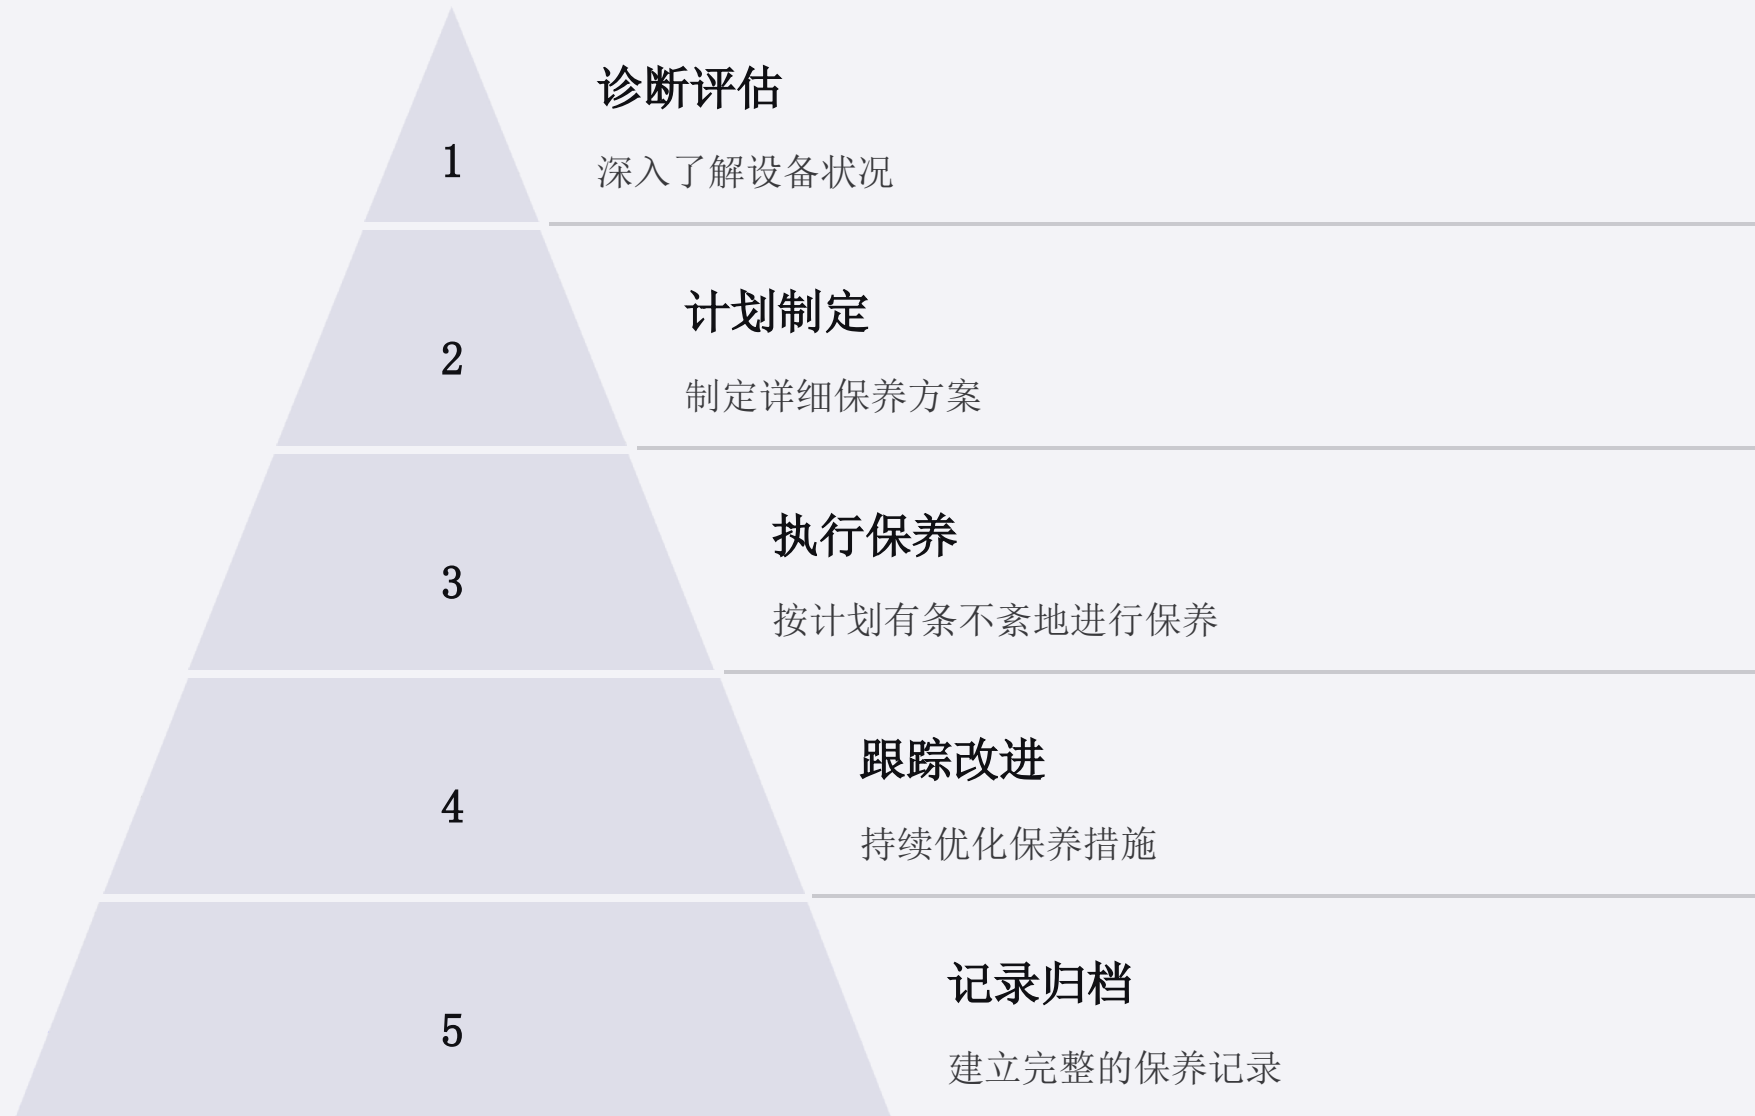 诊断评估
1
深入了解设备状况
计划制定
2
制定详细保养方案
执行保养
3
按计划有条不紊地进行保养
跟踪改进
4
持续优化保养措施
记录归档
5
建立完整的保养记录